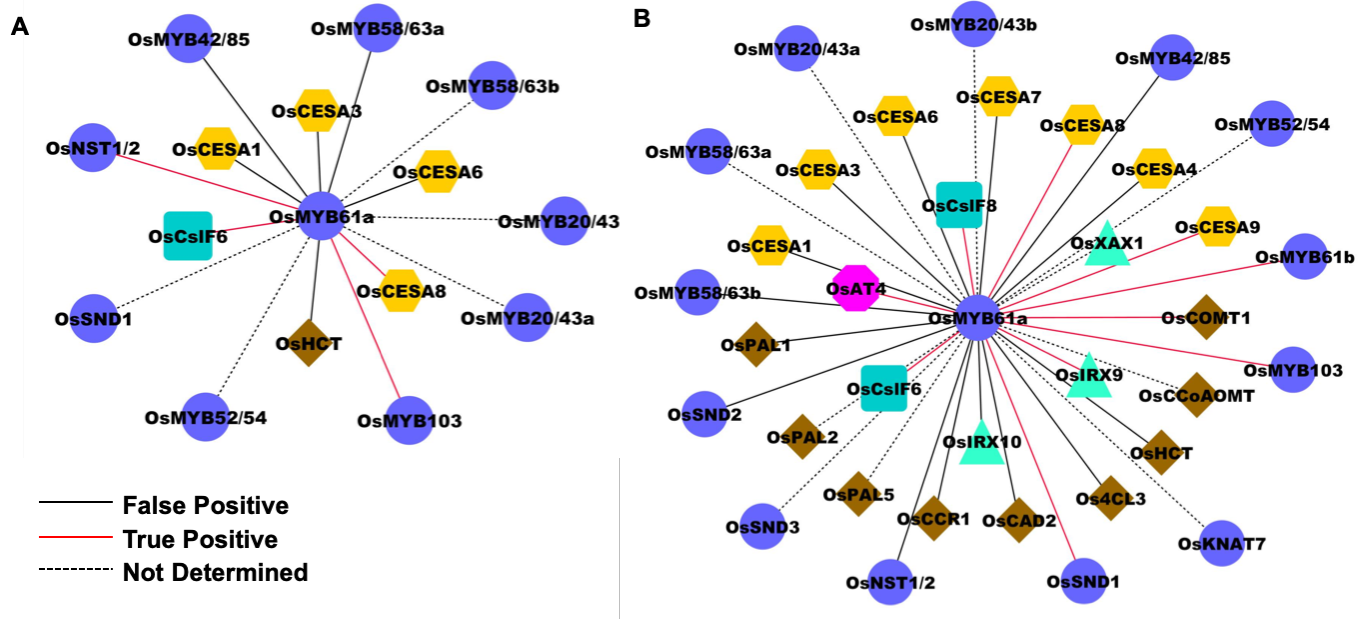 A
OsMYB42/85
OsMYB58/63a
OsMYB58/63b
OsCESA3
OsNST1/2
OsCESA1
OsCESA6
OsMYB61a
OsMYB20/43
OsCslF6
OsCESA8
OsSND1
OsMYB20/43a
OsHCT
OsMYB52/54
OsMYB103
False Positive
True Positive
Not Determined
B
OsMYB20/43b
OsMYB20/43a
OsMYB42/85
OsCESA7
OsCESA6
OsCESA8
OsMYB52/54
OsMYB58/63a
OsCESA3
OsCESA4
OsCslF8
OsCESA9
OsCESA1
OsXAX1
OsMYB61b
OsMYB58/63b
OsAT4
OsMYB61a
OsCOMT1
OsPAL1
OsMYB103
OsIRX9
OsCslF6
OsCCoAOMT
OsSND2
OsPAL2
OsIRX10
OsHCT
OsPAL5
Os4CL3
OsSND3
OsCCR1
OsCAD2
OsKNAT7
OsNST1/2
OsSND1